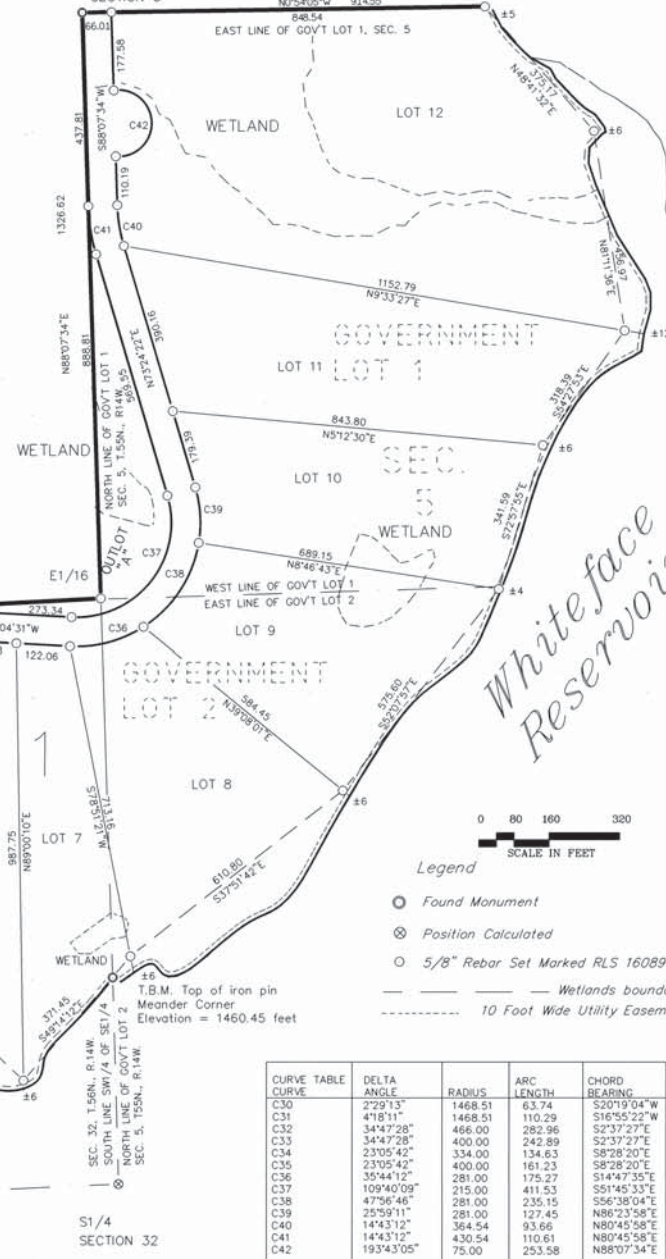 N0°54'05"W 914.55
66.01
848.54
EAST LINE OF GOV'T LOT 1, SEC. 5
±5
177.58
375.17
N48°41'32"E
S88°07'34"W
C42
WETLAND
LOT 12
±6
437.81
110.19
1326.62
C41
C40
456.97
N81°11'36"E
1152.79
N9°33'27"E
390.16
N73°24'22"E
GOVERNMENT
LOT 1
LOT 11
N88°07'34"E
888.81
569.55
NORTH LINE OF GOV'T LOT 1
SEC. 5, T.55N., R14W.
318.39
S54°27'53"E
843.80
N5°12'30"E
±6
179.39
WETLAND
LOT 10
SEC.
5
341.59
S72°57'55"E
C39
WETLAND
C37
689.15
N8°46'43"E
OUTLOT
"A"
C38
E1/16
WEST LINE OF GOV'T LOT 1
EAST LINE OF GOV'T LOT 2
±4
Whiteface
273.34
04'31"W
C36
LOT 9
122.06
GOVERNMENT
LOT 2
584.45
N39°08'01"E
575.60
S52°07'57"E
1
LOT 8
±6
987.75
N89°00'10"E
LOT 7
713.16
S78°51'21"W
610.80
S37°51'42"E
0 80 160 320
SCALE IN FEET
Legend
Found Monument
Position Calculated
5/8" Rebar Set Marked RLS 16089
10 Foot Wide Utility
WETLAND
±6
T.B.M. Top of iron pin
Meander Corner
Elevation = 1460.45 feet
371.45
S49°14'12"E
±6
SEC. 32, T.56N., R.14W.
SOUTH LINE SW1/4 OF SE1/4
NORTH LINE OF GOV'T LOT 2
SEC. 5, T55N., R.14W.
S1/4
SECTION 32
CURVE TABLE DELTA ARC CHORD
CURVE ANGLE RADIUS LENGTH BEARING
C30 2°29'13" 1468.51 63.74 S20°19'04"W
C31 4°18'11" 1468.51 110.29 S16°55'22"W
C32 34°47'28" 466.00 282.96 S2°37'27"E
C33 34°47'28" 400.00 242.89 S2°37'27"E
C34 23°05'42" 334.00 134.63 S8°28'20"E
C35 23°05'42" 400.00 161.23 S8°28'20"E
C36 35°44'12" 281.00 175.27 S14°47'35"E
C37 109°40'09" 215.00 411.53 S51°45'33"E
C38 47°56'46" 281.00 235.15 S56°38'04"E
C39 25°59'11" 281.00 127.45 N86°23'58"E
C40 14°43'12" 364.54 93.66 N80°45'58"E
C41 14°43'12" 430.54 110.61 N80°45'58"E
C42 193°43'05" 75.00 253.58 N88°07'34"E